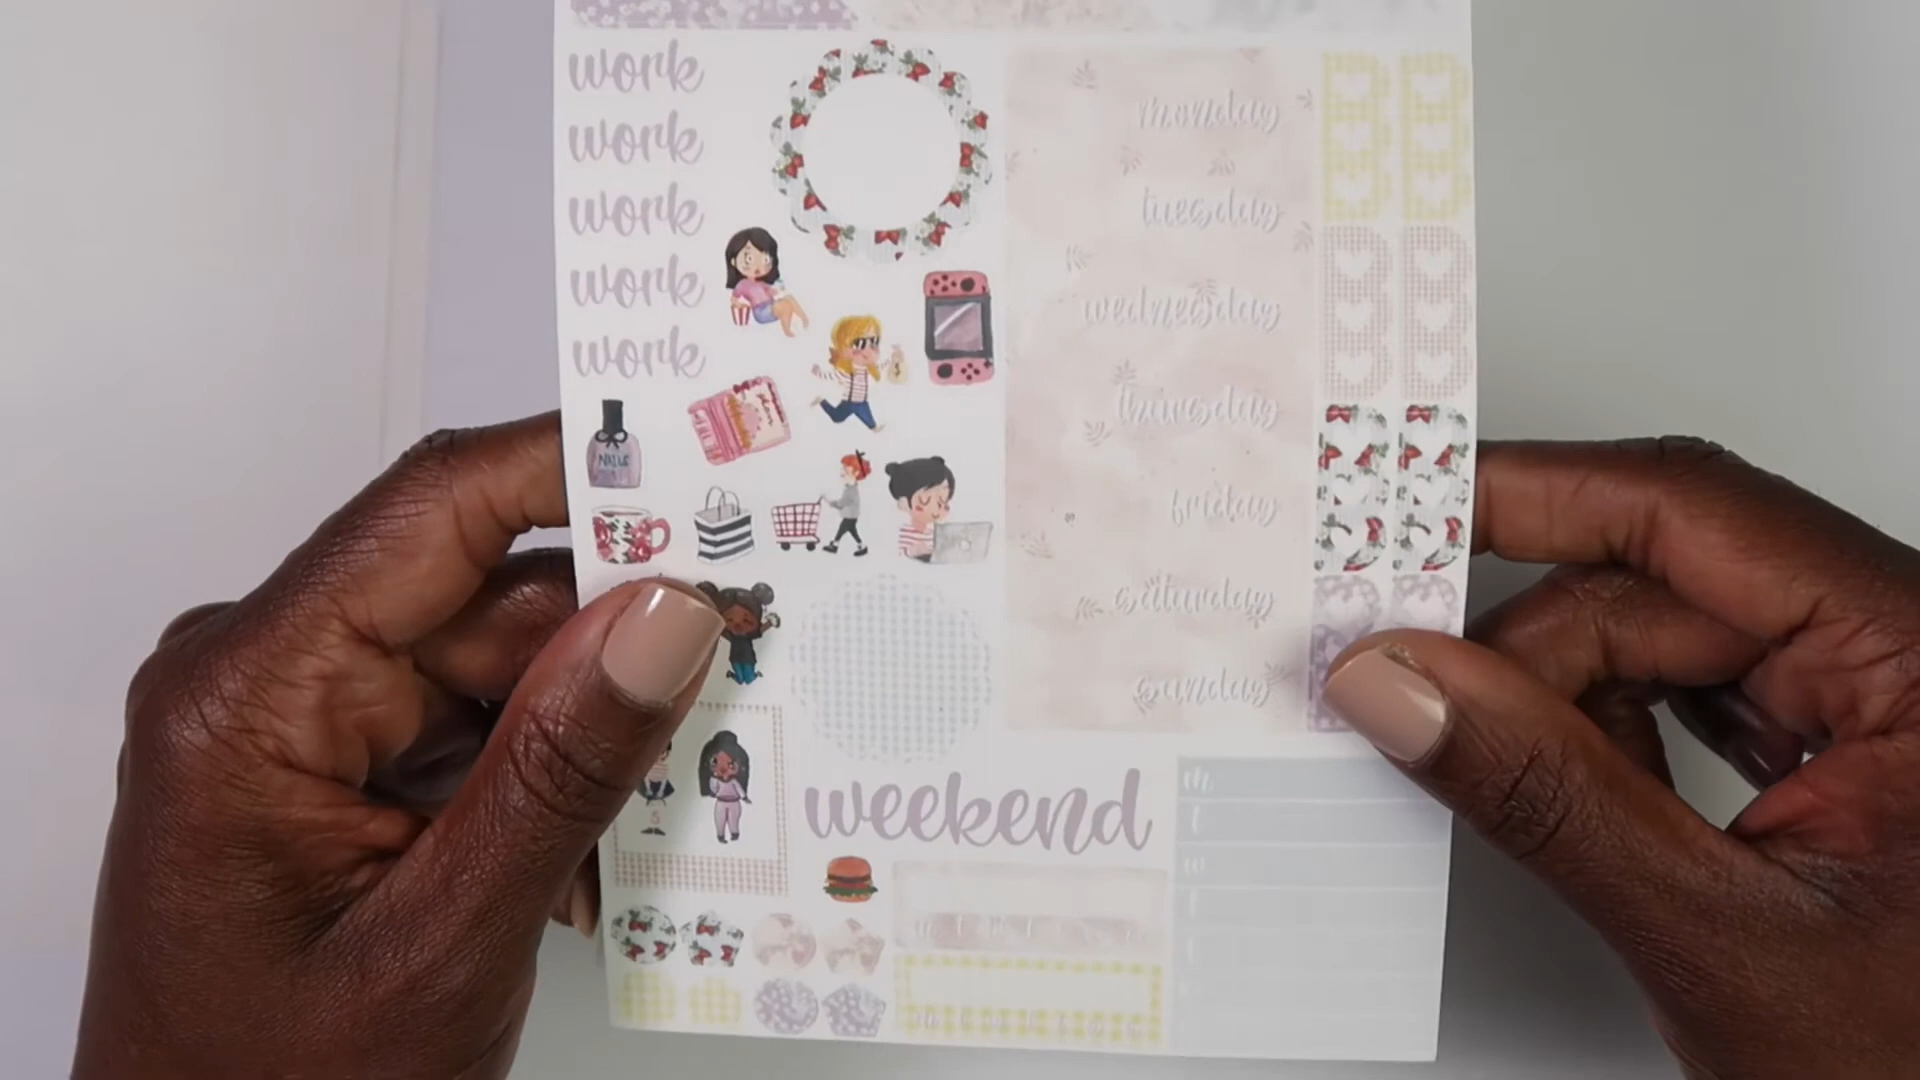 work
work
work
work
work
NAILS
monday
tuesday
wednesday
thursday
friday
saturday
sunday
weekend
m
t
m
t
m t w t f s s